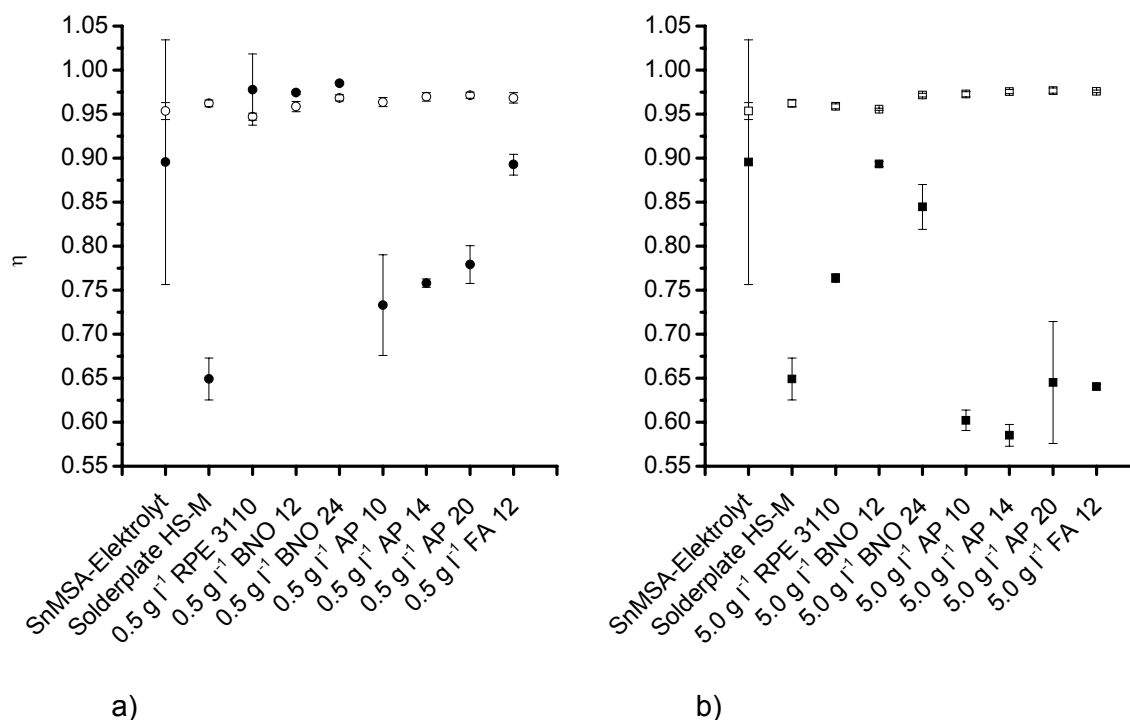 1.05
1.00
0.95
0.90
0.85
0.80
0.75
0.70
0.65
0.60
0.55
η
SnMSA-Elektrolyt
Solderplate HS-M
0.5 g l⁻¹ RPE 3110
0.5 g l⁻¹ BNO 12
0.5 g l⁻¹ BNO 24
0.5 g l⁻¹ AP 10
0.5 g l⁻¹ AP 14
0.5 g l⁻¹ AP 20
0.5 g l⁻¹ FA 12
a)
1.05
1.00
0.95
0.90
0.85
0.80
0.75
0.70
0.65
0.60
0.55
SnMSA-Elektrolyt
Solderplate HS-M
5.0 g l⁻¹ RPE 3110
5.0 g l⁻¹ BNO 12
5.0 g l⁻¹ BNO 24
5.0 g l⁻¹ AP 10
5.0 g l⁻¹ AP 14
5.0 g l⁻¹ AP 20
5.0 g l⁻¹ FA 12
b)